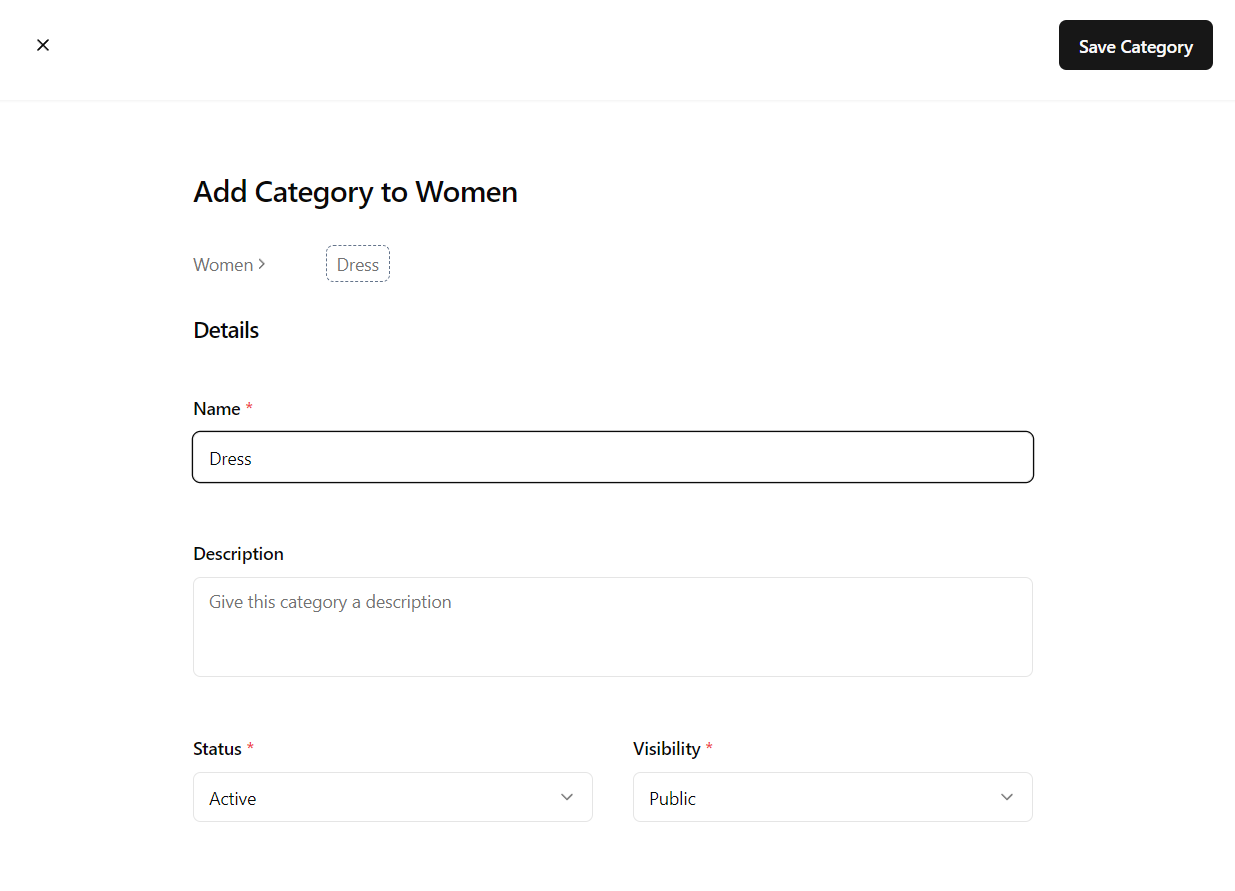 Save Category
Add Category to Women
Women > Dress
Details
Name *
Dress
Description
Give this category a description
Status * Visibility *
Active Public